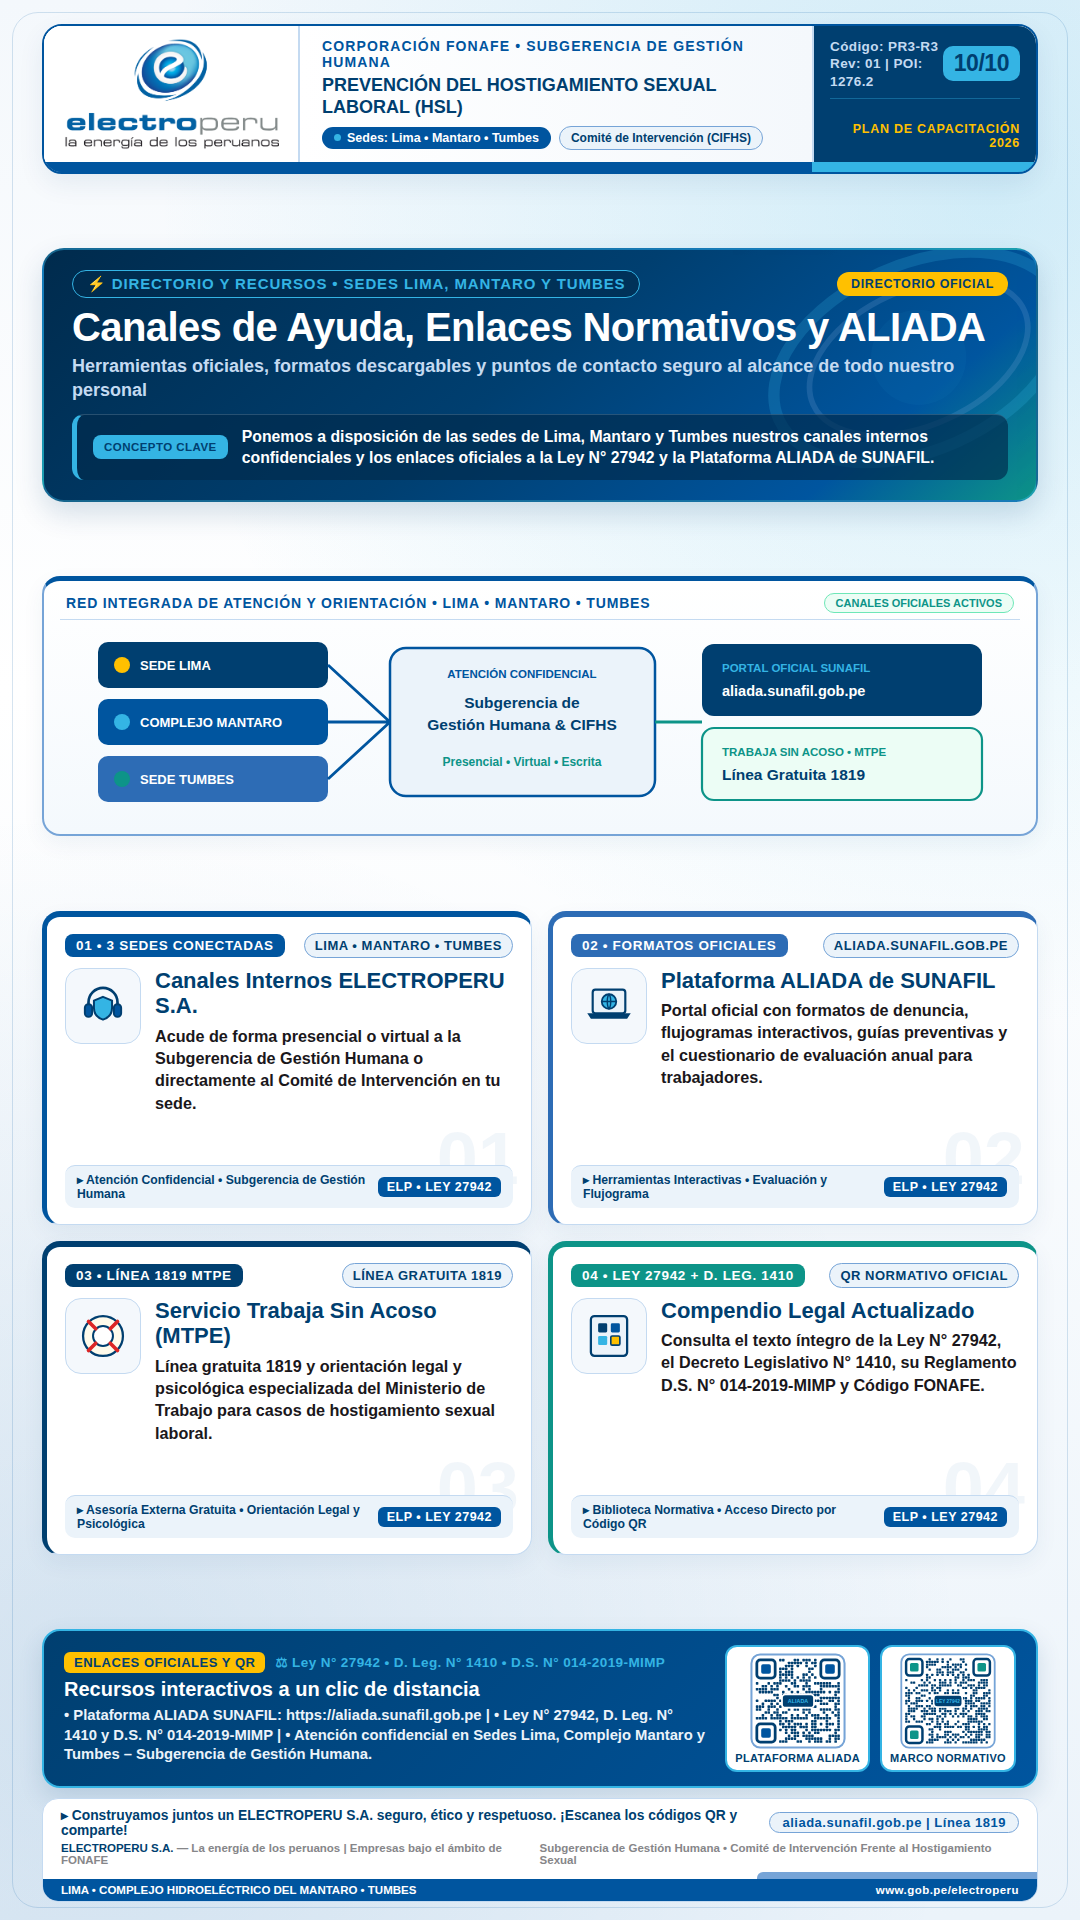 electroperu
la energía de los peruanos
CORPORACIÓN FONAFE • SUBGERENCIA DE GESTIÓN
HUMANA
PREVENCIÓN DEL HOSTIGAMIENTO SEXUAL
LABORAL (HSL)
Sedes: Lima • Mantaro • Tumbes
Comité de Intervención (CIFHS)
Código: PR3-R3
Rev: 01 | POI:
1276.2
10/10
PLAN DE CAPACITACIÓN
2026
⚡ DIRECTORIO Y RECURSOS • SEDES LIMA, MANTARO Y TUMBES
DIRECTORIO OFICIAL
Canales de Ayuda, Enlaces Normativos y ALIADA
Herramientas oficiales, formatos descargables y puntos de contacto seguro al alcance de todo nuestro
personal
CONCEPTO CLAVE
Ponemos a disposición de las sedes de Lima, Mantaro y Tumbes nuestros canales internos
confidenciales y los enlaces oficiales a la Ley N° 27942 y la Plataforma ALIADA de SUNAFIL.
RED INTEGRADA DE ATENCIÓN Y ORIENTACIÓN • LIMA • MANTARO • TUMBES
CANALES OFICIALES ACTIVOS
SEDE LIMA
COMPLEJO MANTARO
SEDE TUMBES
ATENCIÓN CONFIDENCIAL
Subgerencia de
Gestión Humana & CIFHS
Presencial • Virtual • Escrita
PORTAL OFICIAL SUNAFIL
aliada.sunafil.gob.pe
TRABAJA SIN ACOSO • MTPE
Línea Gratuita 1819
01 • 3 SEDES CONECTADAS
LIMA • MANTARO • TUMBES
Canales Internos ELECTROPERU
S.A.
Acude de forma presencial o virtual a la
Subgerencia de Gestión Humana o
directamente al Comité de Intervención en tu
sede.
01
▸ Atención Confidencial • Subgerencia de Gestión
Humana
ELP • LEY 27942
02 • FORMATOS OFICIALES
ALIADA.SUNAFIL.GOB.PE
Plataforma ALIADA de SUNAFIL
Portal oficial con formatos de denuncia,
flujogramas interactivos, guías preventivas y
el cuestionario de evaluación anual para
trabajadores.
02
▸ Herramientas Interactivas • Evaluación y
Flujograma
ELP • LEY 27942
03 • LÍNEA 1819 MTPE
LÍNEA GRATUITA 1819
Servicio Trabaja Sin Acoso
(MTPE)
Línea gratuita 1819 y orientación legal y
psicológica especializada del Ministerio de
Trabajo para casos de hostigamiento sexual
laboral.
03
▸ Asesoría Externa Gratuita • Orientación Legal y
Psicológica
ELP • LEY 27942
04 • LEY 27942 + D. LEG. 1410
QR NORMATIVO OFICIAL
Compendio Legal Actualizado
Consulta el texto íntegro de la Ley N° 27942,
el Decreto Legislativo N° 1410, su Reglamento
D.S. N° 014-2019-MIMP y Código FONAFE.
04
▸ Biblioteca Normativa • Acceso Directo por
Código QR
ELP • LEY 27942
ENLACES OFICIALES Y QR
⚖ Ley N° 27942 • D. Leg. N° 1410 • D.S. N° 014-2019-MIMP
Recursos interactivos a un clic de distancia
• Plataforma ALIADA SUNAFIL: https://aliada.sunafil.gob.pe | • Ley N° 27942, D. Leg. N°
1410 y D.S. N° 014-2019-MIMP | • Atención confidencial en Sedes Lima, Complejo Mantaro y
Tumbes – Subgerencia de Gestión Humana.
ALIADA
PLATAFORMA ALIADA
LEY 27942
MARCO NORMATIVO
▸ Construyamos juntos un ELECTROPERU S.A. seguro, ético y respetuoso. ¡Escanea los códigos QR y
comparte!
aliada.sunafil.gob.pe | Línea 1819
ELECTROPERU S.A. — La energía de los peruanos | Empresas bajo el ámbito de
FONAFE
Subgerencia de Gestión Humana • Comité de Intervención Frente al Hostigamiento
Sexual
LIMA • COMPLEJO HIDROELÉCTRICO DEL MANTARO • TUMBES
www.gob.pe/electroperu